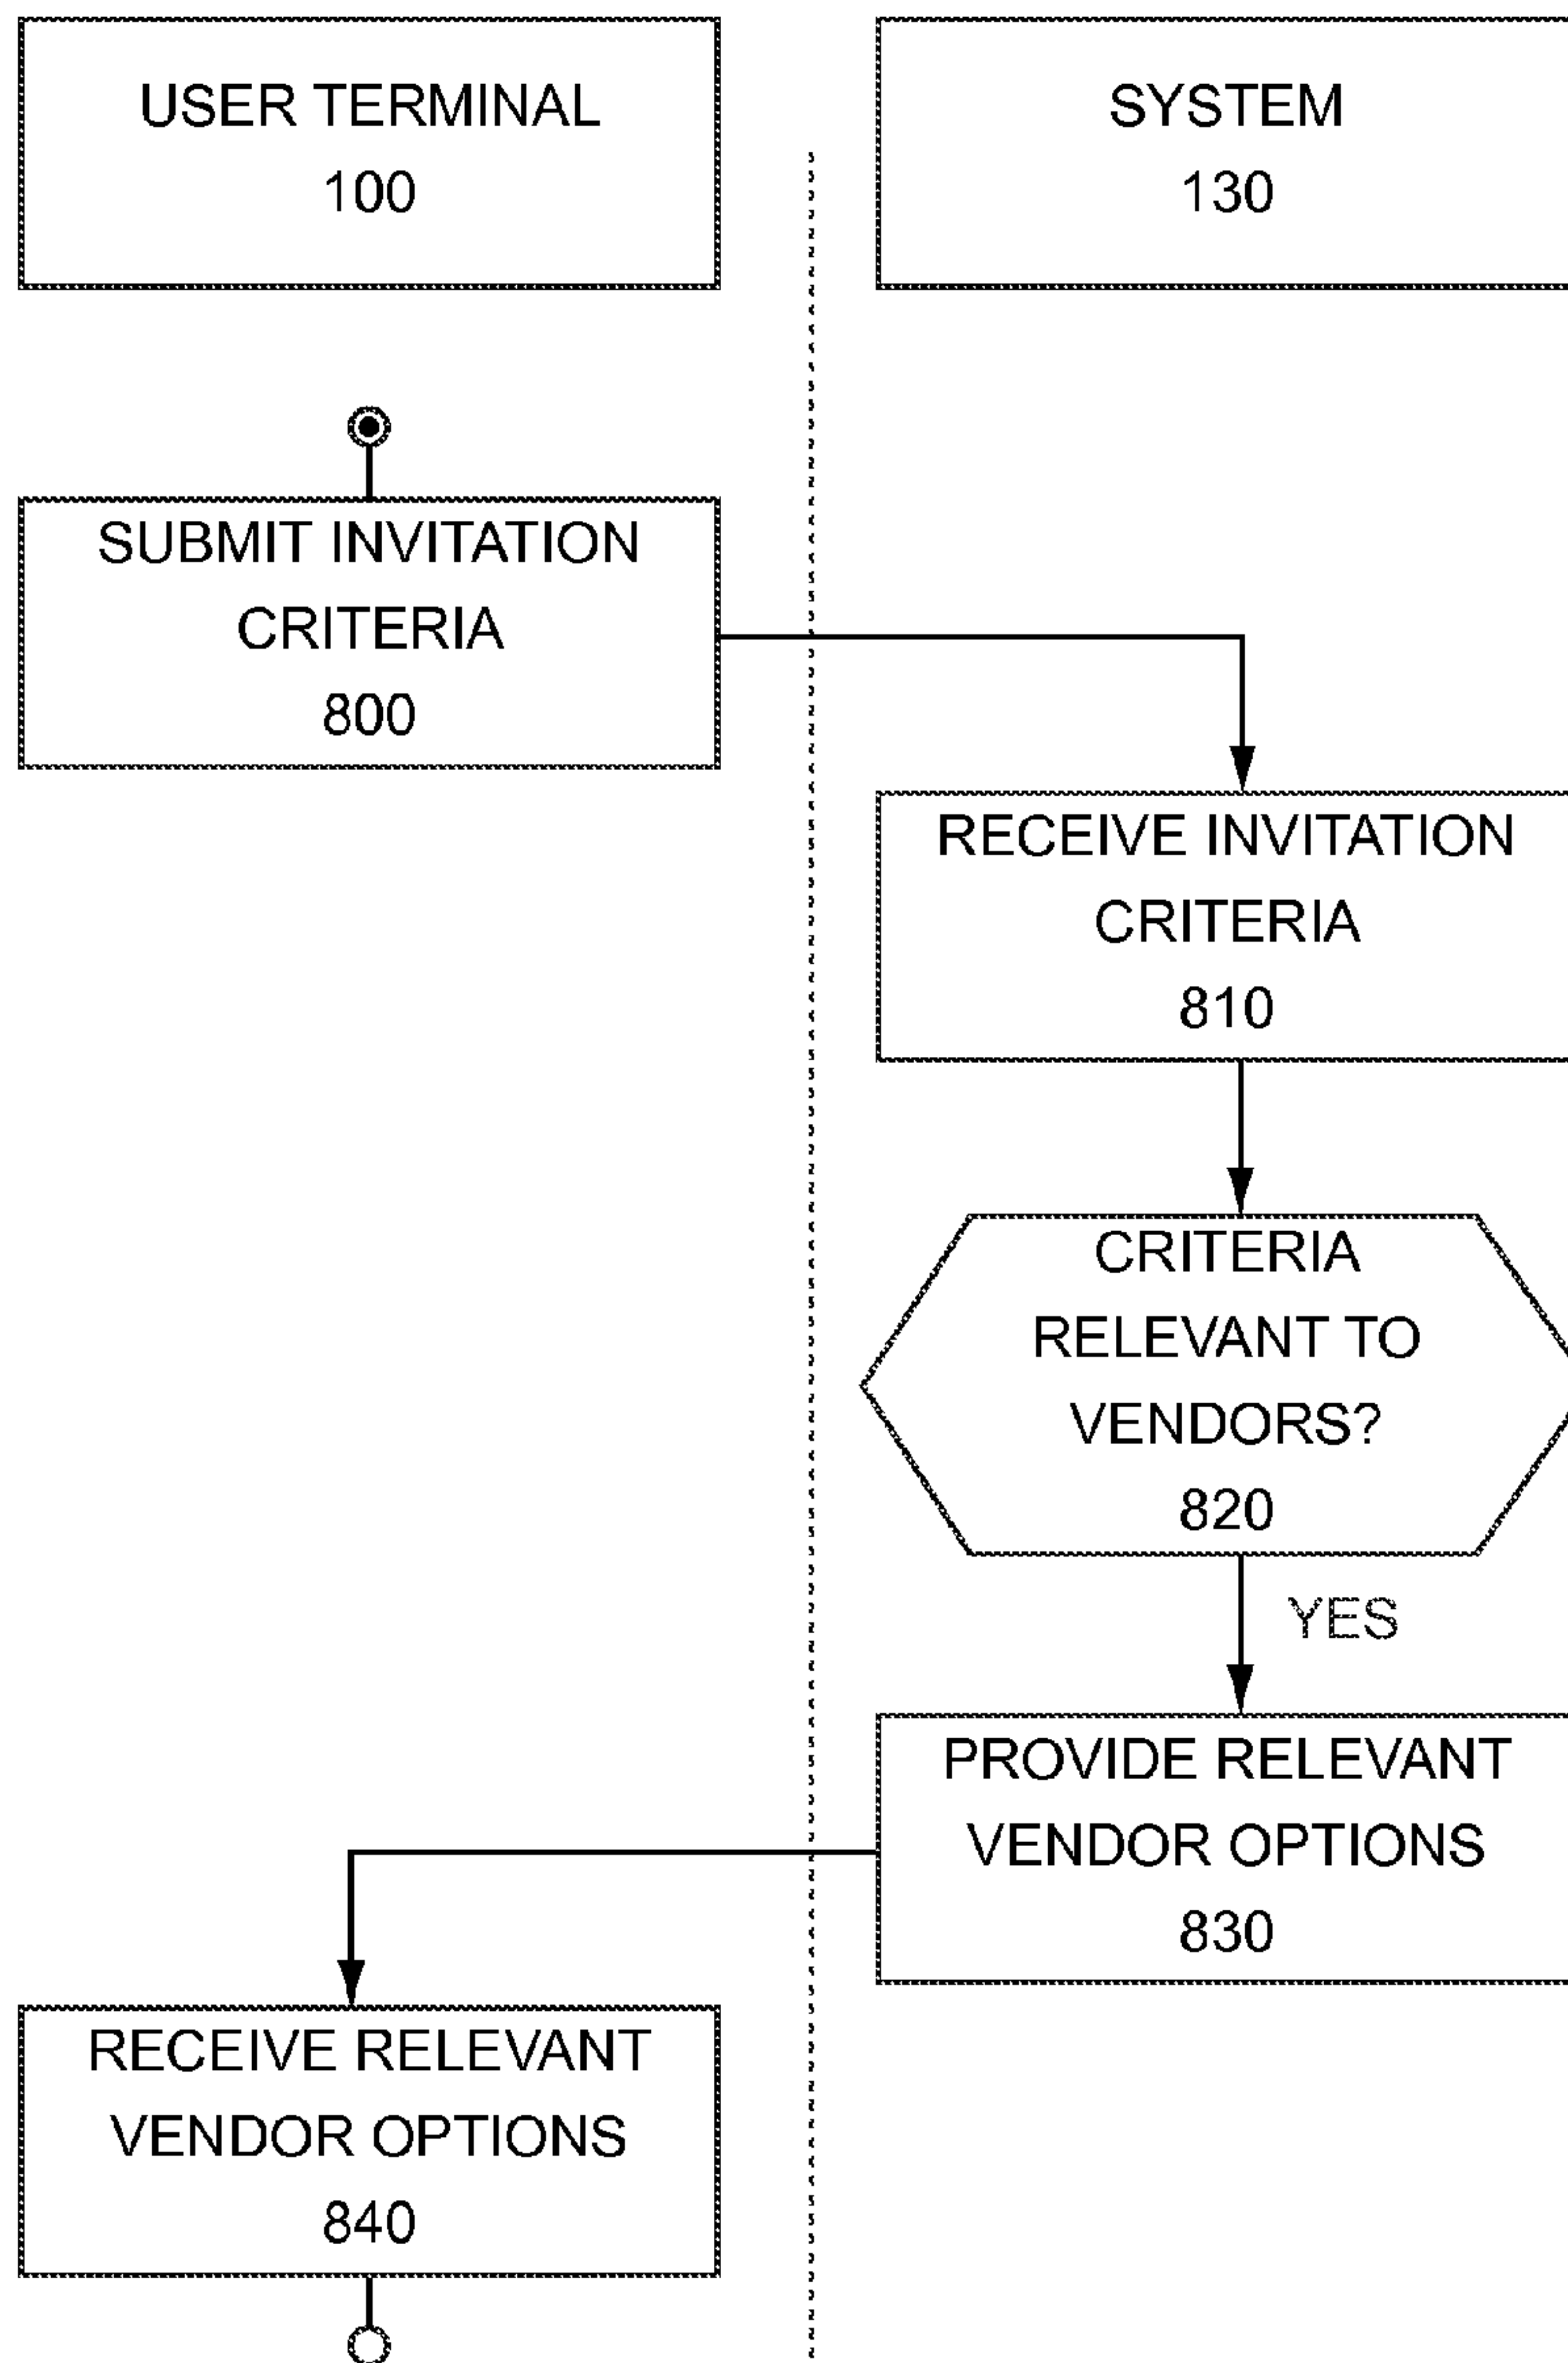 USER TERMINAL
100
SYSTEM
130
SUBMIT INVITATION
CRITERIA
800
RECEIVE INVITATION
CRITERIA
810
CRITERIA
RELEVANT TO
VENDORS?
820
YES
PROVIDE RELEVANT
VENDOR OPTIONS
830
RECEIVE RELEVANT
VENDOR OPTIONS
840